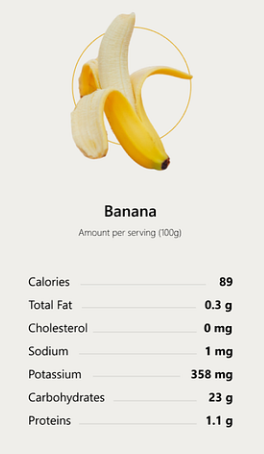 Banana
Amount per serving (100g)
Calories 89
Total Fat 0.3 g
Cholesterol 0 mg
Sodium 1 mg
Potassium 358 mg
Carbohydrates 23 g
Proteins 1.1 g